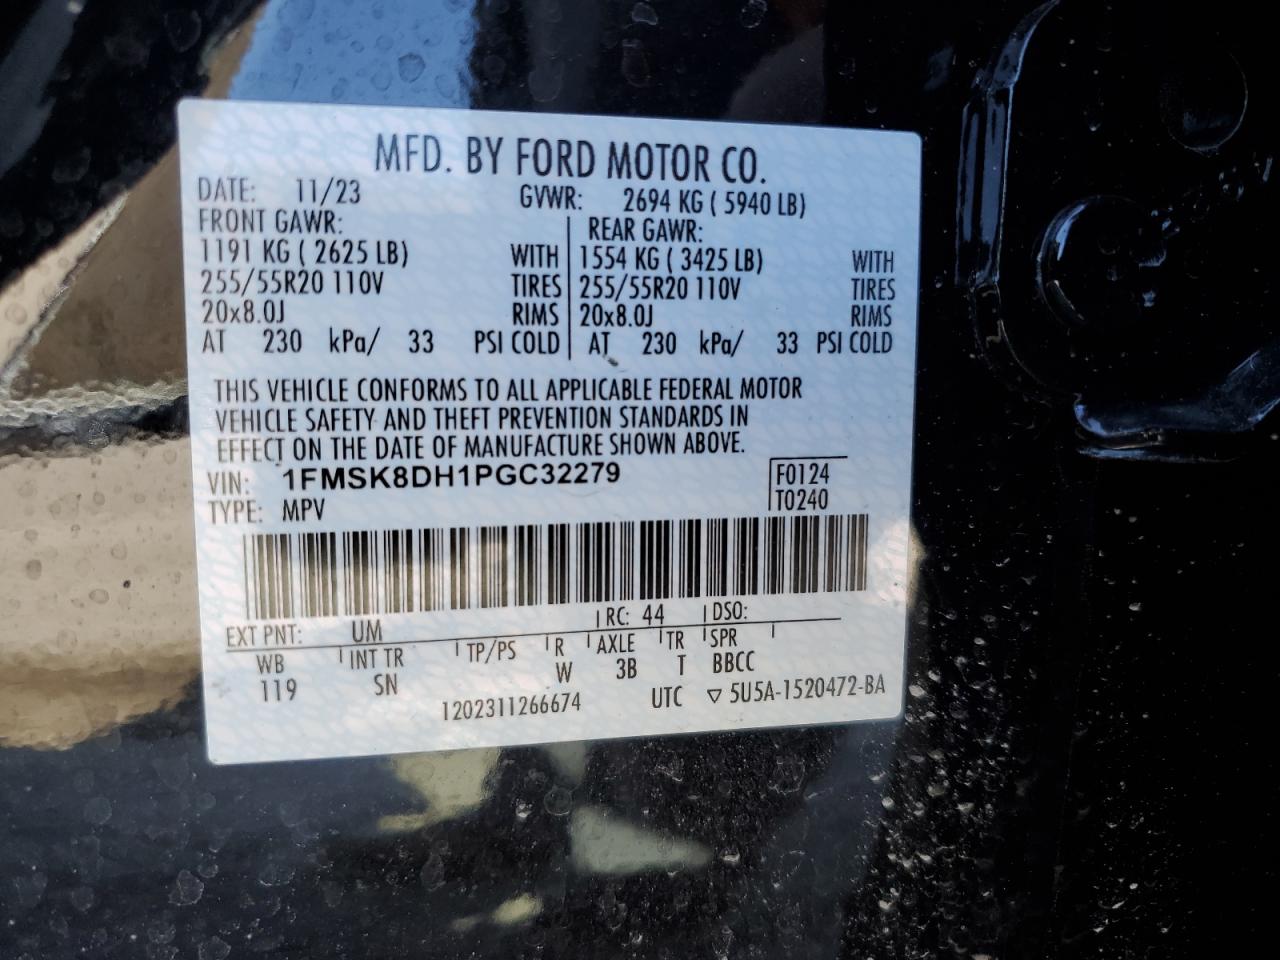 MFD. BY FORD MOTOR CO.
DATE: 11/23 GVWR: 2694 KG ( 5940 LB)
FRONT GAWR: REAR GAWR:
1191 KG ( 2625 LB) WITH 1554 KG ( 3425 LB) WITH
255/55R20 110V TIRES 255/55R20 110V TIRES
20x8.0J RIMS 20x8.0J RIMS
AT 230 kPa/ 33 PSI COLD AT 230 kPa/ 33 PSI COLD
THIS VEHICLE CONFORMS TO ALL APPLICABLE FEDERAL MOTOR
VEHICLE SAFETY AND THEFT PREVENTION STANDARDS IN
EFFECT ON THE DATE OF MANUFACTURE SHOWN ABOVE.
VIN: 1FMSK8DH1PGC32279 F0124
TYPE: MPV T0240
EXT PNT: UM RC: 44 DSO:
WB INT TR TP/PS R AXLE TR SPR
119 SN W 3B T BBCC
1202311266674 UTC ▽ 5U5A-1520472-BA